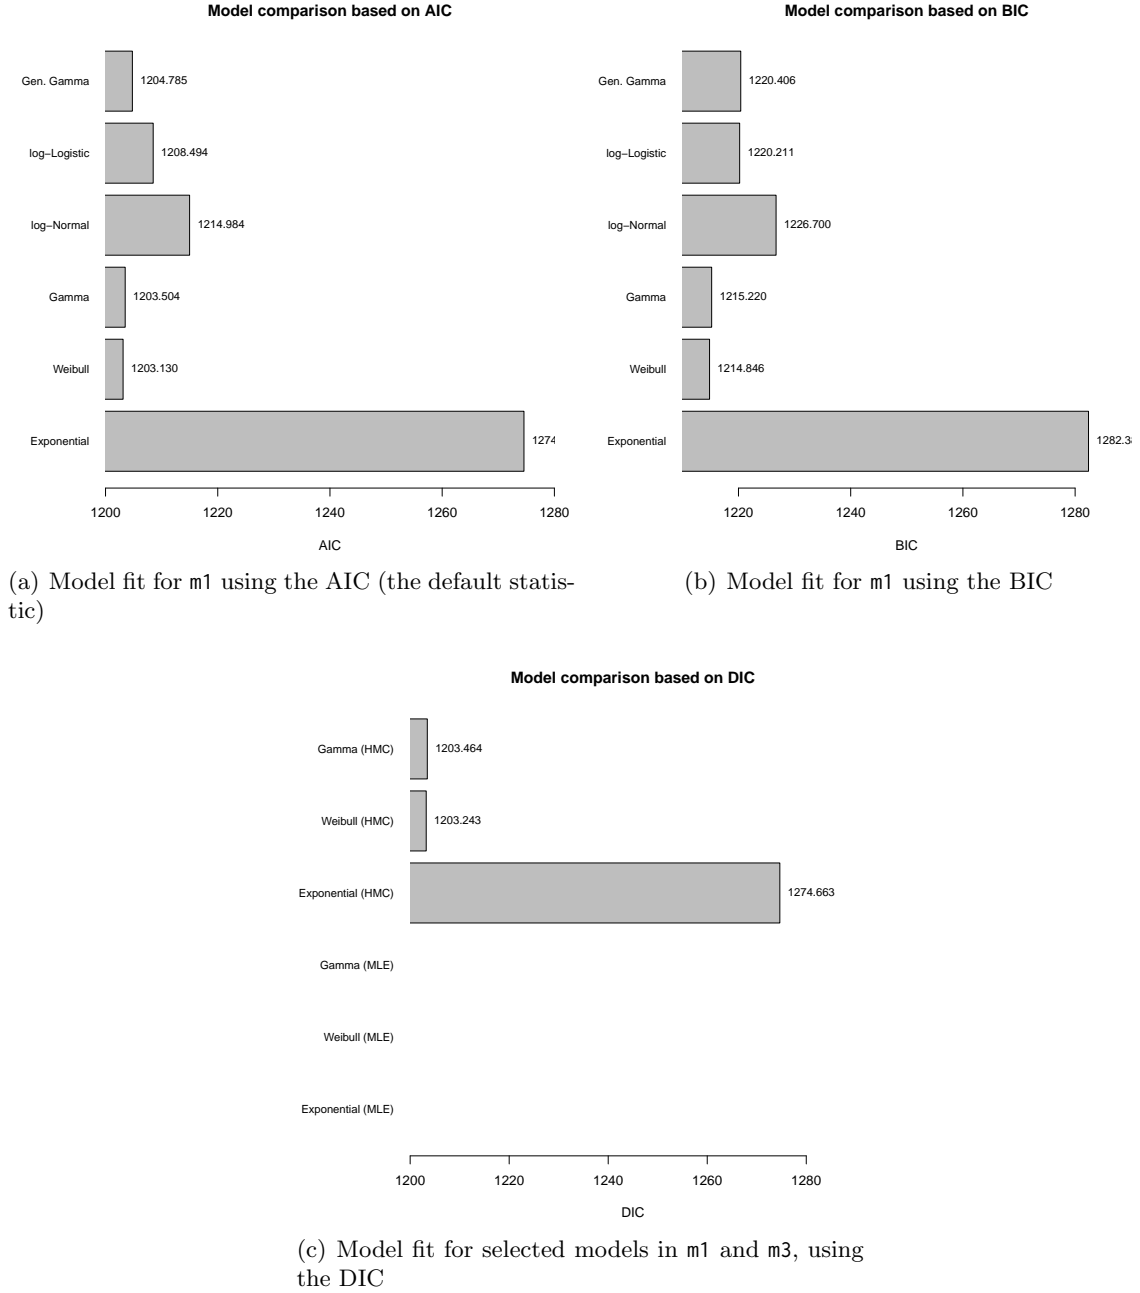 Model comparison based on AIC
Gen. Gamma
1204.785
log−Logistic
1208.494
log−Normal
1214.984
Gamma
1203.504
Weibull
1203.130
Exponential
1274
1200 1220 1240 1260 1280
AIC
(a) Model fit for m1 using the AIC (the default statis-
tic)
Model comparison based on BIC
Gen. Gamma
1220.406
log−Logistic
1220.211
log−Normal
1226.700
Gamma
1215.220
Weibull
1214.846
Exponential
1282.3
1220 1240 1260 1280
BIC
(b) Model fit for m1 using the BIC
Model comparison based on DIC
Gamma (HMC)
1203.464
Weibull (HMC)
1203.243
Exponential (HMC)
1274.663
Gamma (MLE)
Weibull (MLE)
Exponential (MLE)
1200 1220 1240 1260 1280
DIC
(c) Model fit for selected models in m1 and m3, using
the DIC